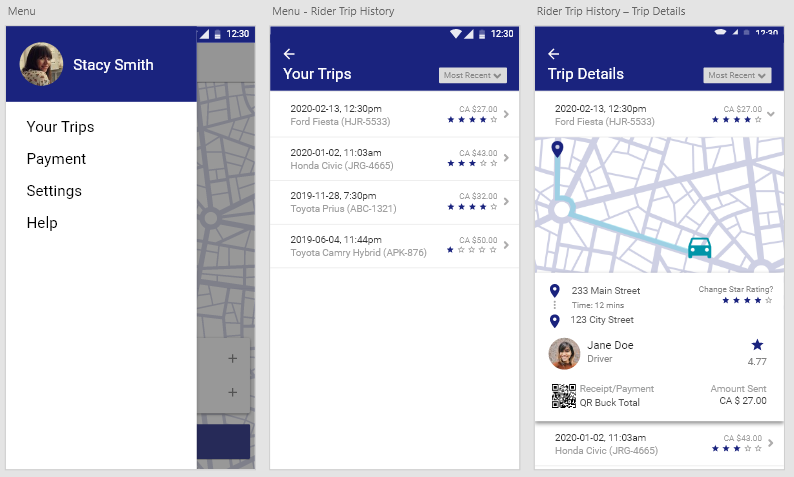 Menu
12:30
Stacy Smith
Your Trips
Payment
Settings
Help
+
+
Menu - Rider Trip History
12:30
Your Trips
Most Recent
2020-02-13, 12:30pm CA $27.00
Ford Fiesta (HJR-5533)
2020-01-02, 11:03am CA $43.00
Honda Civic (JRG-4665)
2019-11-28, 7:30pm CA $32.00
Toyota Prius (ABC-1321)
2019-06-04, 11:44pm CA $50.00
Toyota Camry Hybrid (APK-876)
Rider Trip History – Trip Details
12:30
Trip Details
Most Recent
2020-02-13, 12:30pm CA $27.00
Ford Fiesta (HJR-5533)
233 Main Street Change Star Rating?
Time: 12 mins
123 City Street
Jane Doe
Driver 4.77
Receipt/Payment Amount Sent
QR Buck Total CA $ 27.00
2020-01-02, 11:03am CA $43.00
Honda Civic (JRG-4665)